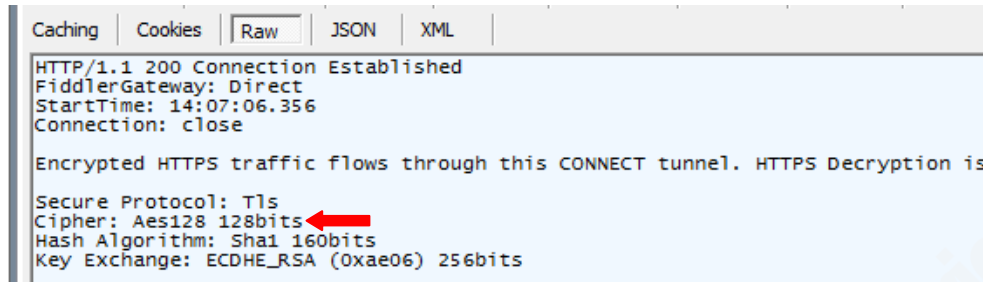 Caching Cookies Raw JSON XML
HTTP/1.1 200 Connection Established
FiddlerGateway: Direct
StartTime: 14:07:06.356
Connection: close
Encrypted HTTPS traffic flows through this CONNECT tunnel. HTTPS Decryption is
Secure Protocol: Tls
Cipher: Aes128 128bits
Hash Algorithm: Sha1 160bits
Key Exchange: ECDHE_RSA (0xae06) 256bits